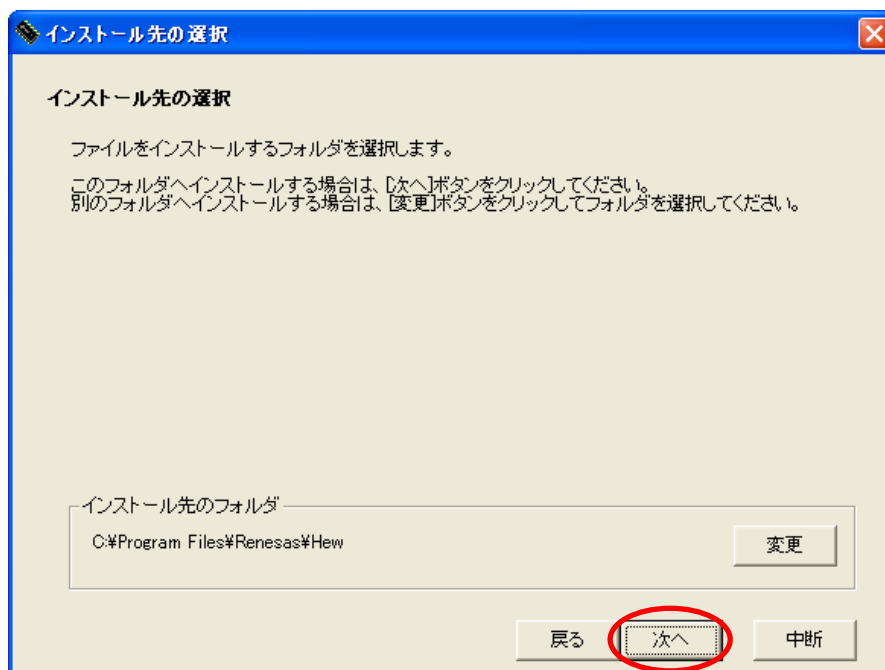 インストール先の選択
インストール先の選択
ファイルをインストールするフォルダを選択します。
このフォルダへインストールする場合は、[次へ]ボタンをクリックしてください。
別のフォルダへインストールする場合は、[変更]ボタンをクリックしてフォルダを選択してください。
インストール先のフォルダ
C:¥Program Files¥Renesas¥Hew
変更
戻る 次へ 中断